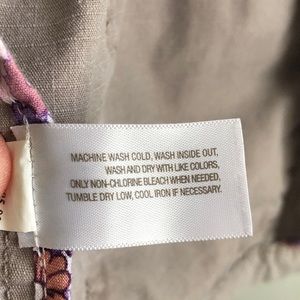 MACHINE WASH COLD, WASH INSIDE OUT,
WASH AND DRY WITH LIKE COLORS,
ONLY NON-CHLORINE BLEACH WHEN NEEDED,
TUMBLE DRY LOW, COOL IRON IF NECESSARY.